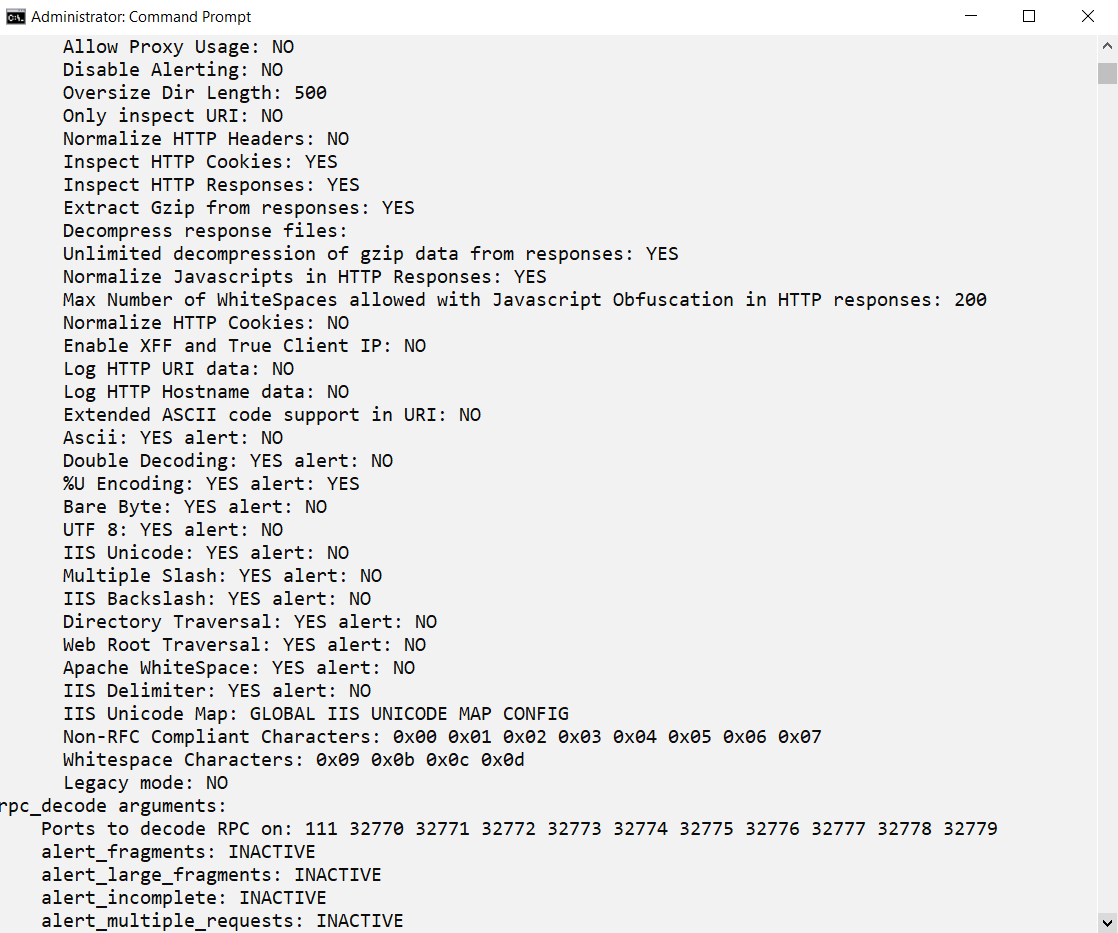 Administrator: Command Prompt
Allow Proxy Usage: NO
Disable Alerting: NO
Oversize Dir Length: 500
Only inspect URI: NO
Normalize HTTP Headers: NO
Inspect HTTP Cookies: YES
Inspect HTTP Responses: YES
Extract Gzip from responses: YES
Decompress response files:
Unlimited decompression of gzip data from responses: YES
Normalize Javascripts in HTTP Responses: YES
Max Number of WhiteSpaces allowed with Javascript Obfuscation in HTTP responses: 200
Normalize HTTP Cookies: NO
Enable XFF and True Client IP: NO
Log HTTP URI data: NO
Log HTTP Hostname data: NO
Extended ASCII code support in URI: NO
Ascii: YES alert: NO
Double Decoding: YES alert: NO
%U Encoding: YES alert: YES
Bare Byte: YES alert: NO
UTF 8: YES alert: NO
IIS Unicode: YES alert: NO
Multiple Slash: YES alert: NO
IIS Backslash: YES alert: NO
Directory Traversal: YES alert: NO
Web Root Traversal: YES alert: NO
Apache WhiteSpace: YES alert: NO
IIS Delimiter: YES alert: NO
IIS Unicode Map: GLOBAL IIS UNICODE MAP CONFIG
Non-RFC Compliant Characters: 0x00 0x01 0x02 0x03 0x04 0x05 0x06 0x07
Whitespace Characters: 0x09 0x0b 0x0c 0x0d
Legacy mode: NO
rpc_decode arguments:
Ports to decode RPC on: 111 32770 32771 32772 32773 32774 32775 32776 32777 32778 32779
alert_fragments: INACTIVE
alert_large_fragments: INACTIVE
alert_incomplete: INACTIVE
alert_multiple_requests: INACTIVE